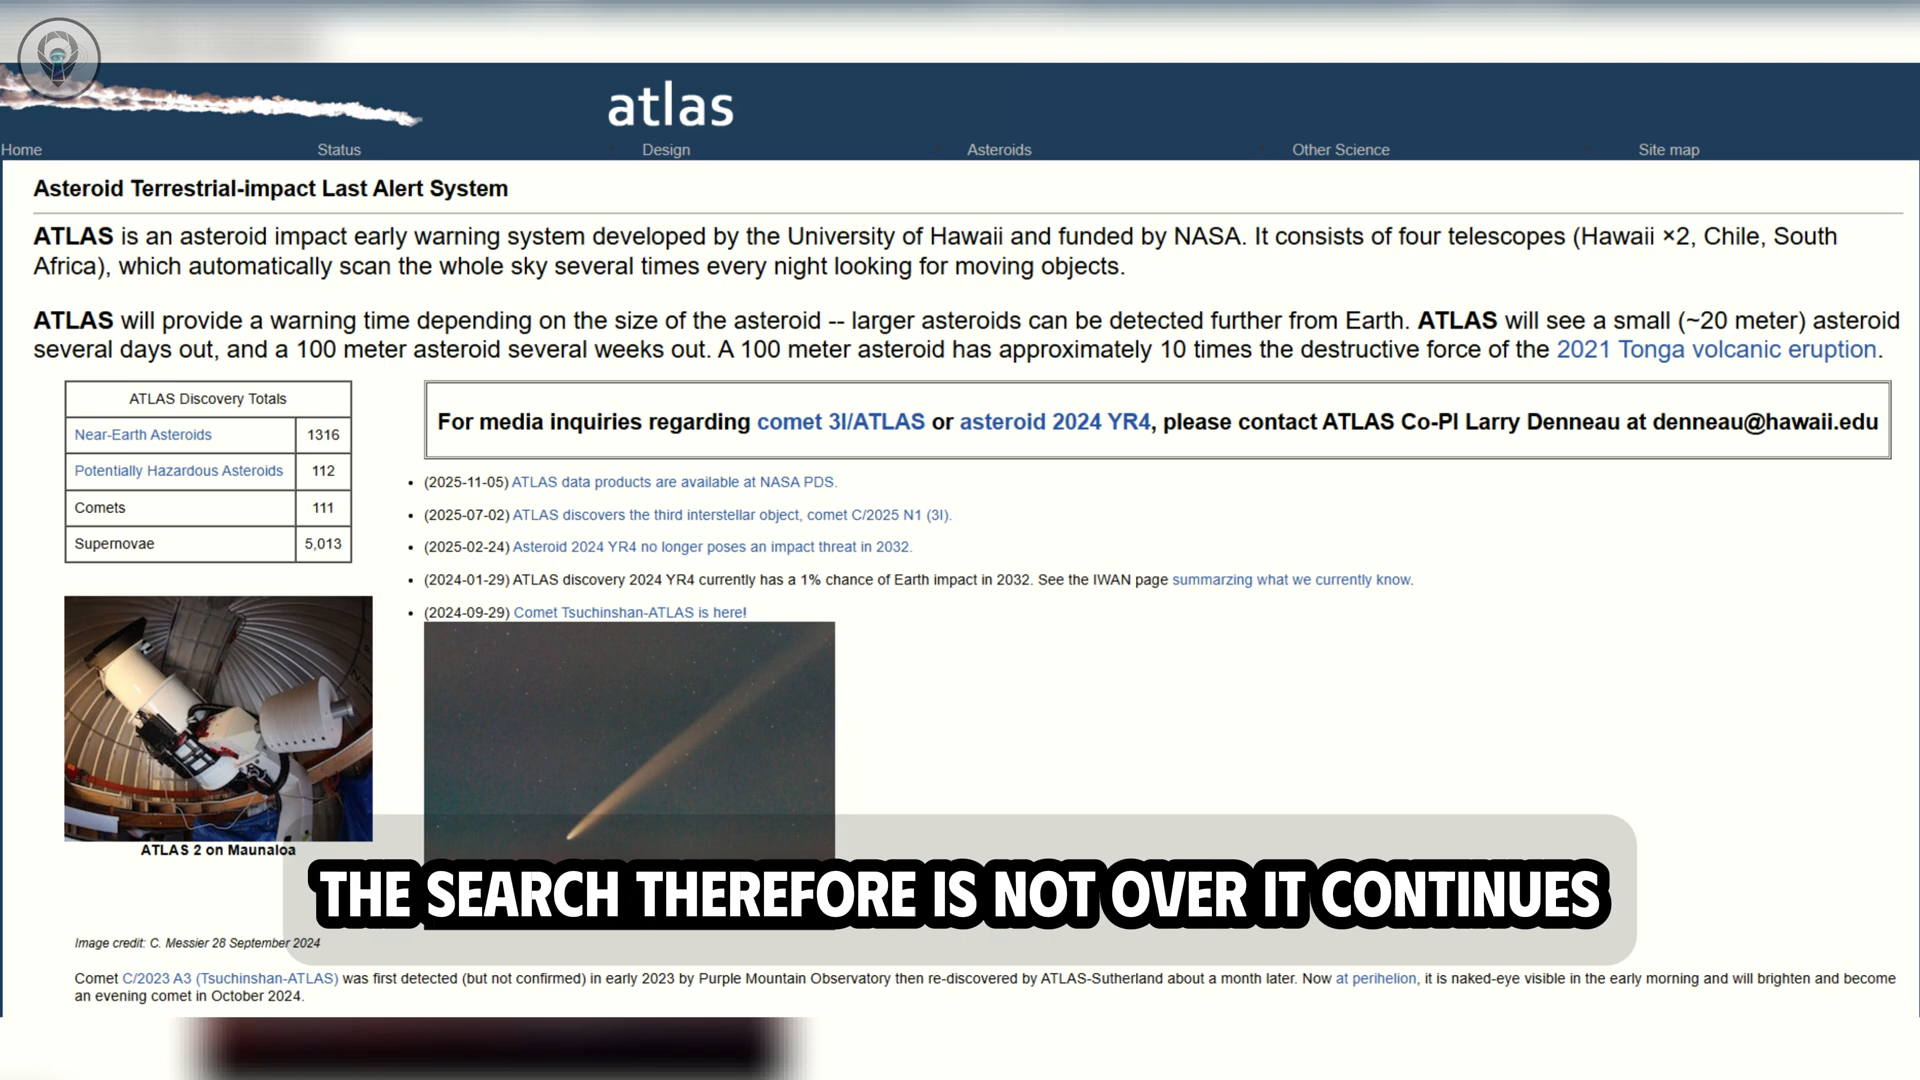 atlas
Home Status Design Asteroids Other Science Site map
Asteroid Terrestrial-impact Last Alert System
ATLAS is an asteroid impact early warning system developed by the University of Hawaii and funded by NASA. It consists of four telescopes (Hawaii ×2, Chile, South
Africa), which automatically scan the whole sky several times every night looking for moving objects.
ATLAS will provide a warning time depending on the size of the asteroid -- larger asteroids can be detected further from Earth. ATLAS will see a small (~20 meter) asteroid
several days out, and a 100 meter asteroid several weeks out. A 100 meter asteroid has approximately 10 times the destructive force of the 2021 Tonga volcanic eruption.
ATLAS Discovery Totals
Near-Earth Asteroids 1316
Potentially Hazardous Asteroids 112
Comets 111
Supernovae 5,013
ATLAS 2 on Maunaloa
For media inquiries regarding comet 3I/ATLAS or asteroid 2024 YR4, please contact ATLAS Co-PI Larry Denneau at denneau@hawaii.edu
• (2025-11-05) ATLAS data products are available at NASA PDS.
• (2025-07-02) ATLAS discovers the third interstellar object, comet C/2025 N1 (3I).
• (2025-02-24) Asteroid 2024 YR4 no longer poses an impact threat in 2032.
• (2024-01-29) ATLAS discovery 2024 YR4 currently has a 1% chance of Earth impact in 2032. See the IWAN page summarzing what we currently know.
• (2024-09-29) Comet Tsuchinshan-ATLAS is here!
THE SEARCH THEREFORE IS NOT OVER IT CONTINUES
Image credit: C. Messier 28 September 2024
Comet C/2023 A3 (Tsuchinshan-ATLAS) was first detected (but not confirmed) in early 2023 by Purple Mountain Observatory then re-discovered by ATLAS-Sutherland about a month later. Now at perihelion, it is naked-eye visible in the early morning and will brighten and become
an evening comet in October 2024.